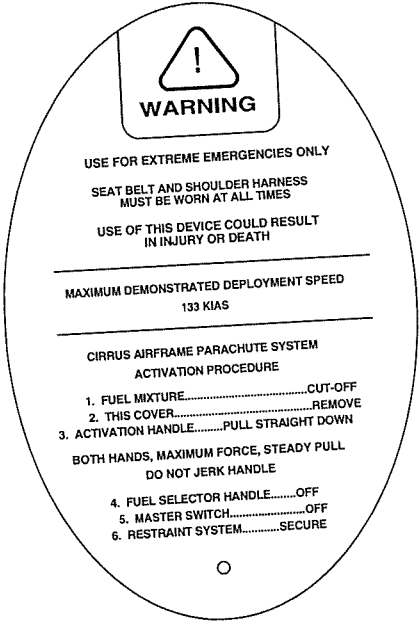 !
WARNING
USE FOR EXTREME EMERGENCIES ONLY
SEAT BELT AND SHOULDER HARNESS
MUST BE WORN AT ALL TIMES
USE OF THIS DEVICE COULD RESULT
IN INJURY OR DEATH
MAXIMUM DEMONSTRATED DEPLOYMENT SPEED
133 KIAS
CIRRUS AIRFRAME PARACHUTE SYSTEM
ACTIVATION PROCEDURE
1. FUEL MIXTURE....................................CUT-OFF
2. THIS COVER.........................................REMOVE
3. ACTIVATION HANDLE.........PULL STRAIGHT DOWN
BOTH HANDS, MAXIMUM FORCE, STEADY PULL
DO NOT JERK HANDLE
4. FUEL SELECTOR HANDLE........OFF
5. MASTER SWITCH........................OFF
6. RESTRAINT SYSTEM............SECURE